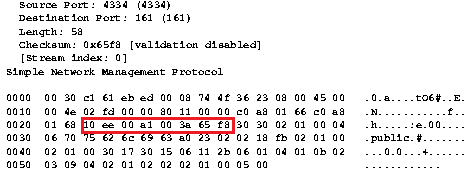 Source Port: 4334 (4334)
Destination Port: 161 (161)
Length: 58
Checksum: 0x65f8 [validation disabled]
[Stream index: 0]
Simple Network Management Protocol
0000 00 30 c1 61 eb ed 00 08 74 4f 36 23 08 00 45 00 .0.a....tO6#..E.
0010 00 4e 02 fd 00 00 80 11 00 00 c0 a8 01 66 c0 a8 .N...........f..
0020 01 68 10 ee 00 a1 00 3a 65 f8 30 30 02 01 00 04 .h.....:e.00....
0030 06 70 75 62 6c 69 63 a0 23 02 02 18 fb 02 01 00 .public.#.......
0040 02 01 00 30 17 30 15 06 11 2b 06 01 04 01 0b 02 ...0.0...+......
0050 03 09 04 02 01 02 02 02 01 00 05 00 ............